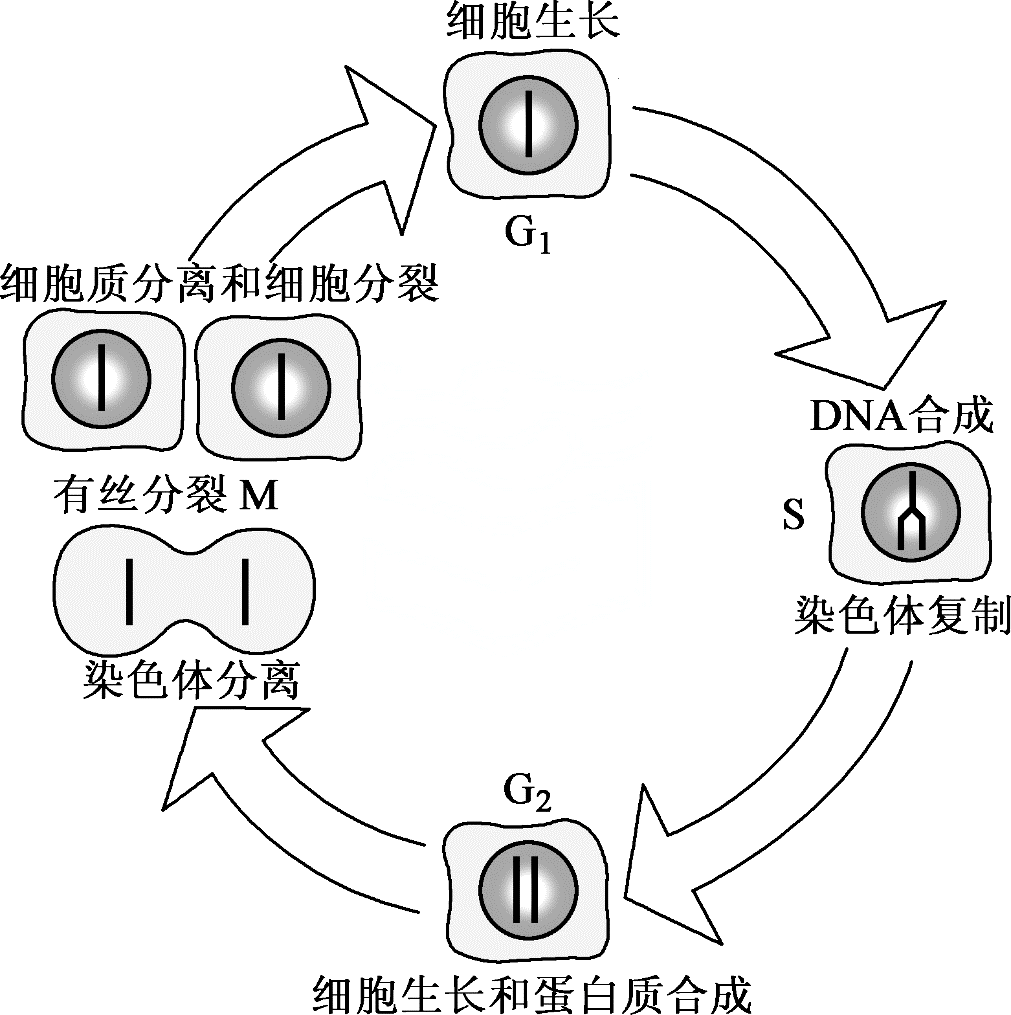 细胞生长
G₁
细胞质分离和细胞分裂
DNA合成
有丝分裂 M
S
染色体复制
染色体分离
G₂
细胞生长和蛋白质合成